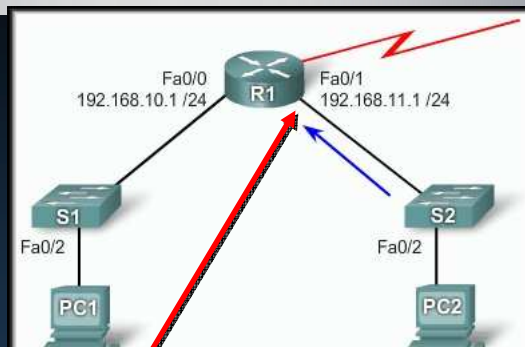 Fa0/0
192.168.10.1 /24
R1
Fa0/1
192.168.11.1 /24
S1
Fa0/2
S2
Fa0/2
PC1
PC2